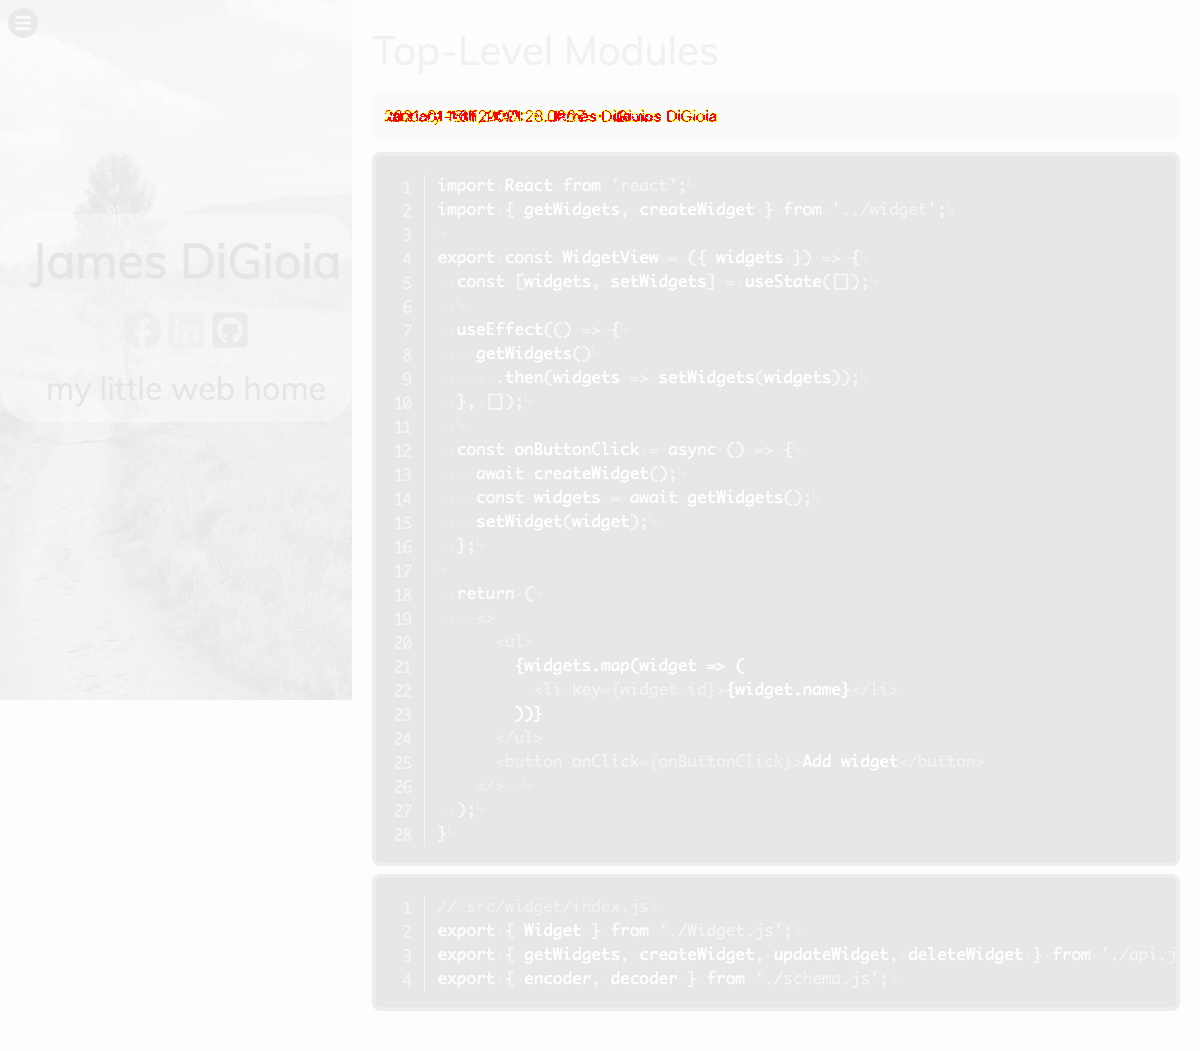 Top-Level Modules
James DiGioia
James DiGioia
my little web home
1 import React from 'react';
2 import { getWidgets, createWidget } from '../widget';
3
4 export const WidgetView = ({ widgets }) => {
5 const [widgets, setWidgets] = useState([]);
6
7 useEffect(() => {
8 getWidgets()
9 .then(widgets => setWidgets(widgets));
10 }, []);
11
12 const onButtonClick = async () => {
13 await createWidget();
14 const widgets = await getWidgets();
15 setWidget(widget);
16 };
17
18 return (
19 <>
20 <ul>
21 {widgets.map(widget => (
22 <li key={widget.id}>{widget.name}</li>
23 ))}
24 </ul>
25 <button onClick={onButtonClick}>Add widget</button>
26 </>
27 );
28 }
1 // src/widget/index.js
2 export { Widget } from './Widget.js';
3 export { getWidgets, createWidget, updateWidget, deleteWidget } from './api.j
4 export { encoder, decoder } from './schema.js';